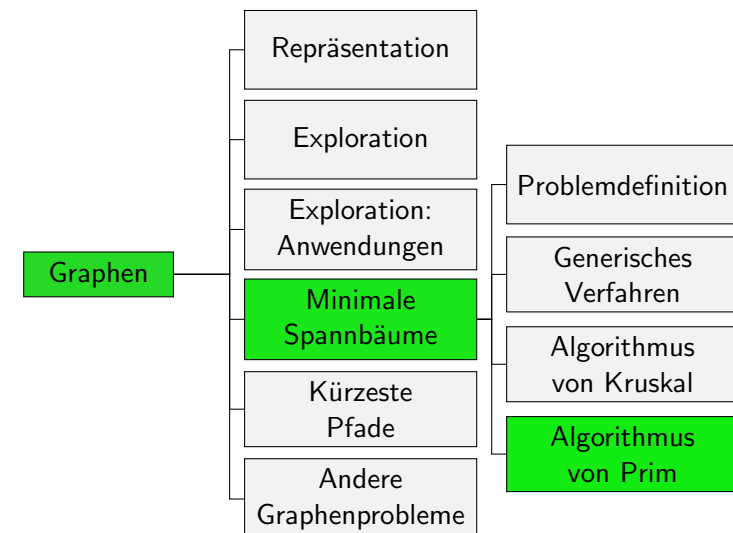 Graphen
Repräsentation
Exploration
Exploration:
Anwendungen
Minimale
Spannbäume
Kürzeste
Pfade
Andere
Graphenprobleme
Problemdefinition
Generisches
Verfahren
Algorithmus
von Kruskal
Algorithmus
von Prim